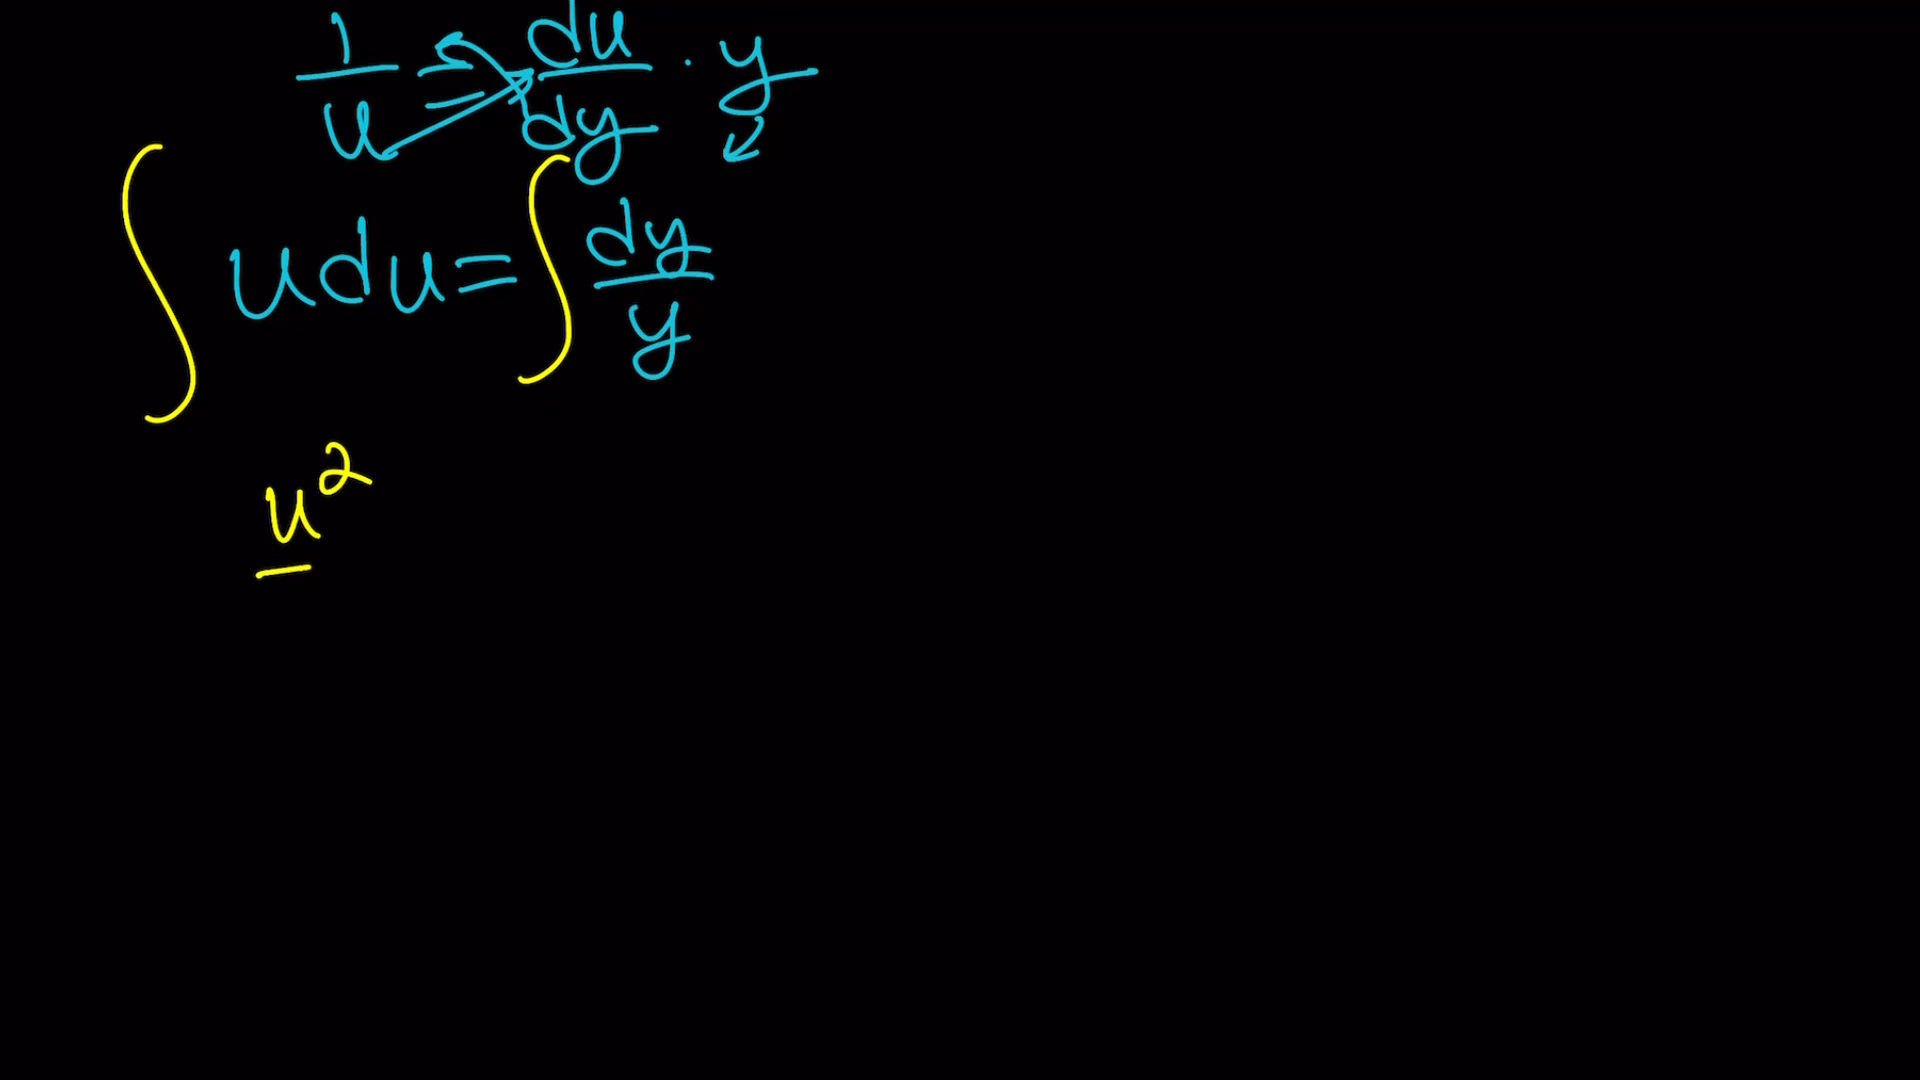 1/u = du/dy · y
∫ u du = ∫ dy/y
u²